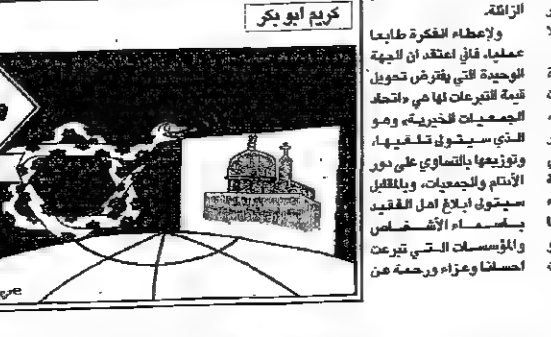 كريم ابو بكر
الزائلة.
ولإعطاء الفكرة طابعا
عمليا، فاني اعتقد أن الجهة
الوحيدة التي يفترض تحويل
قيمة التبرعات لها هي «اتحاد
الجمعيات الخيرية» وهو
الذي سيتولى تلقيها،
وتوزيعها بالتساوي على دور
الأيتام والجمعيات، وبالمقابل
سيتولى ابلاغ اهل الفقيد
بأسماء الأشخاص
والمؤسسات التي تبرعت
احسانا وعزاء ورحمة عن